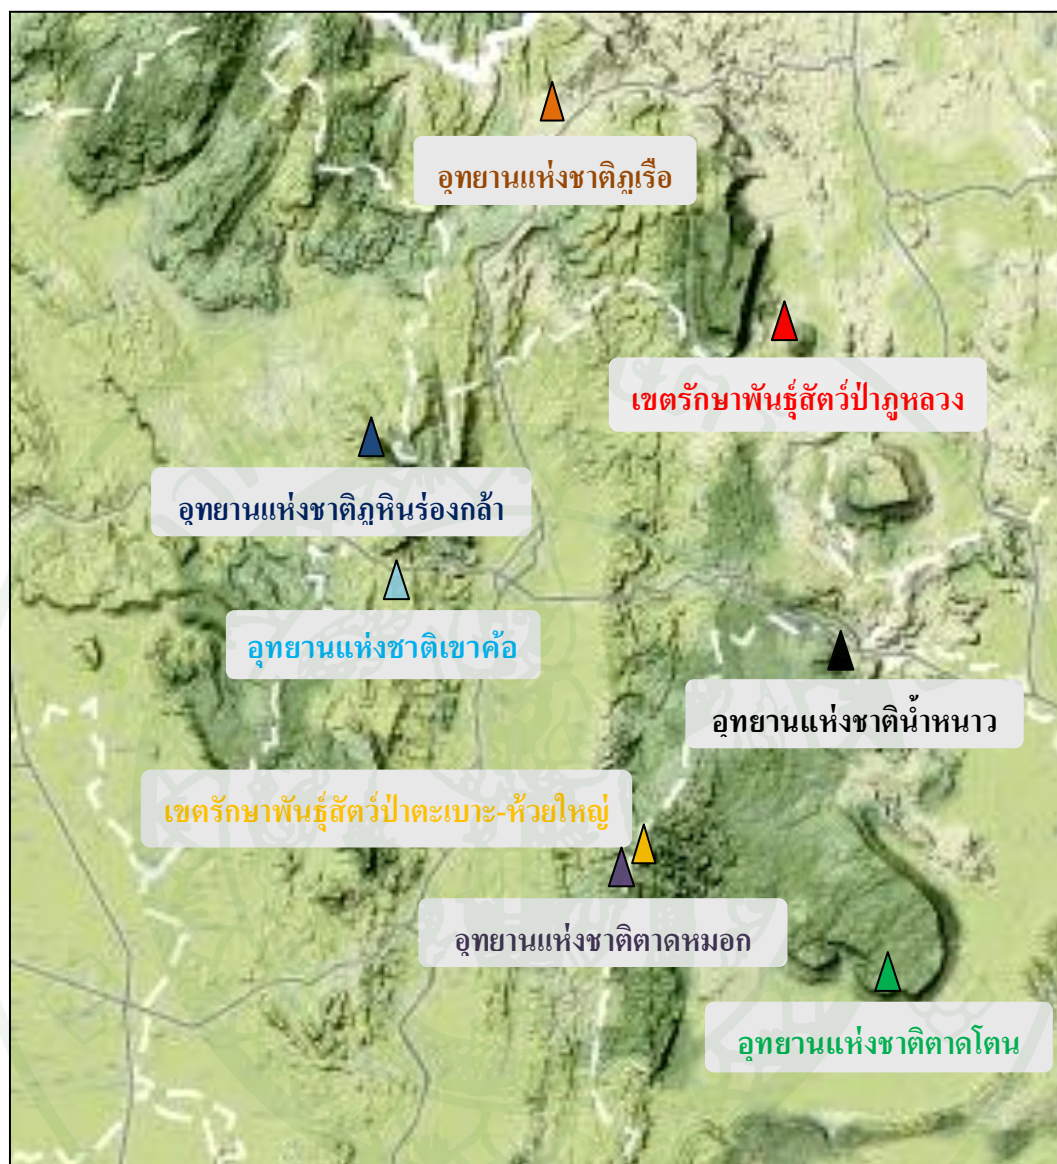 อุทยานแห่งชาติภูเรือ
เขตรักษาพันธุ์สัตว์ป่าภูหลวง
อุทยานแห่งชาติภูหินร่องกล้า
อุทยานแห่งชาติเขาค้อ
อุทยานแห่งชาติน้ำหนาว
เขตรักษาพันธุ์สัตว์ป่าตะเบาะ-ห้วยใหญ่
อุทยานแห่งชาติตาดหมอก
อุทยานแห่งชาติตาดโตน